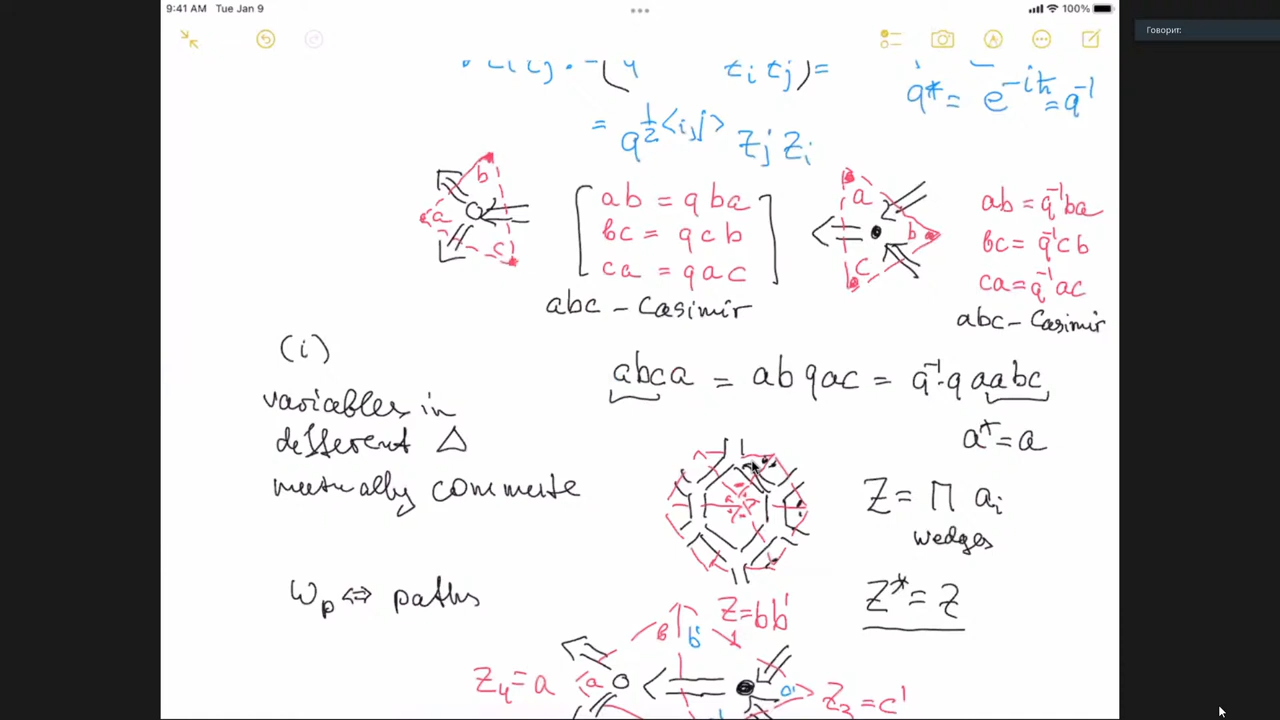 9:41 AM Tue Jan 9
100%
Говорит:
q* = e^{-iħ} = q^{-1}
= q^{½<i,j>} Z_j Z_i
b
a
c
ab = q ba
bc = q cb
ca = q ac
abc - Casimir
a
b
c
ab = q^{-1}ba
bc = q^{-1}cb
ca = q^{-1}ac
abc - Casimir
(i)
variables in
different Δ
mutually commute
abca = ab qac = q^{-1}·q aabc
a* = a
Z = Π a_i
wedges
Z* = Z
ω_p ⇔ paths
Z = bb'
b
b'
Z_4 = a
a
Z_3 = c'